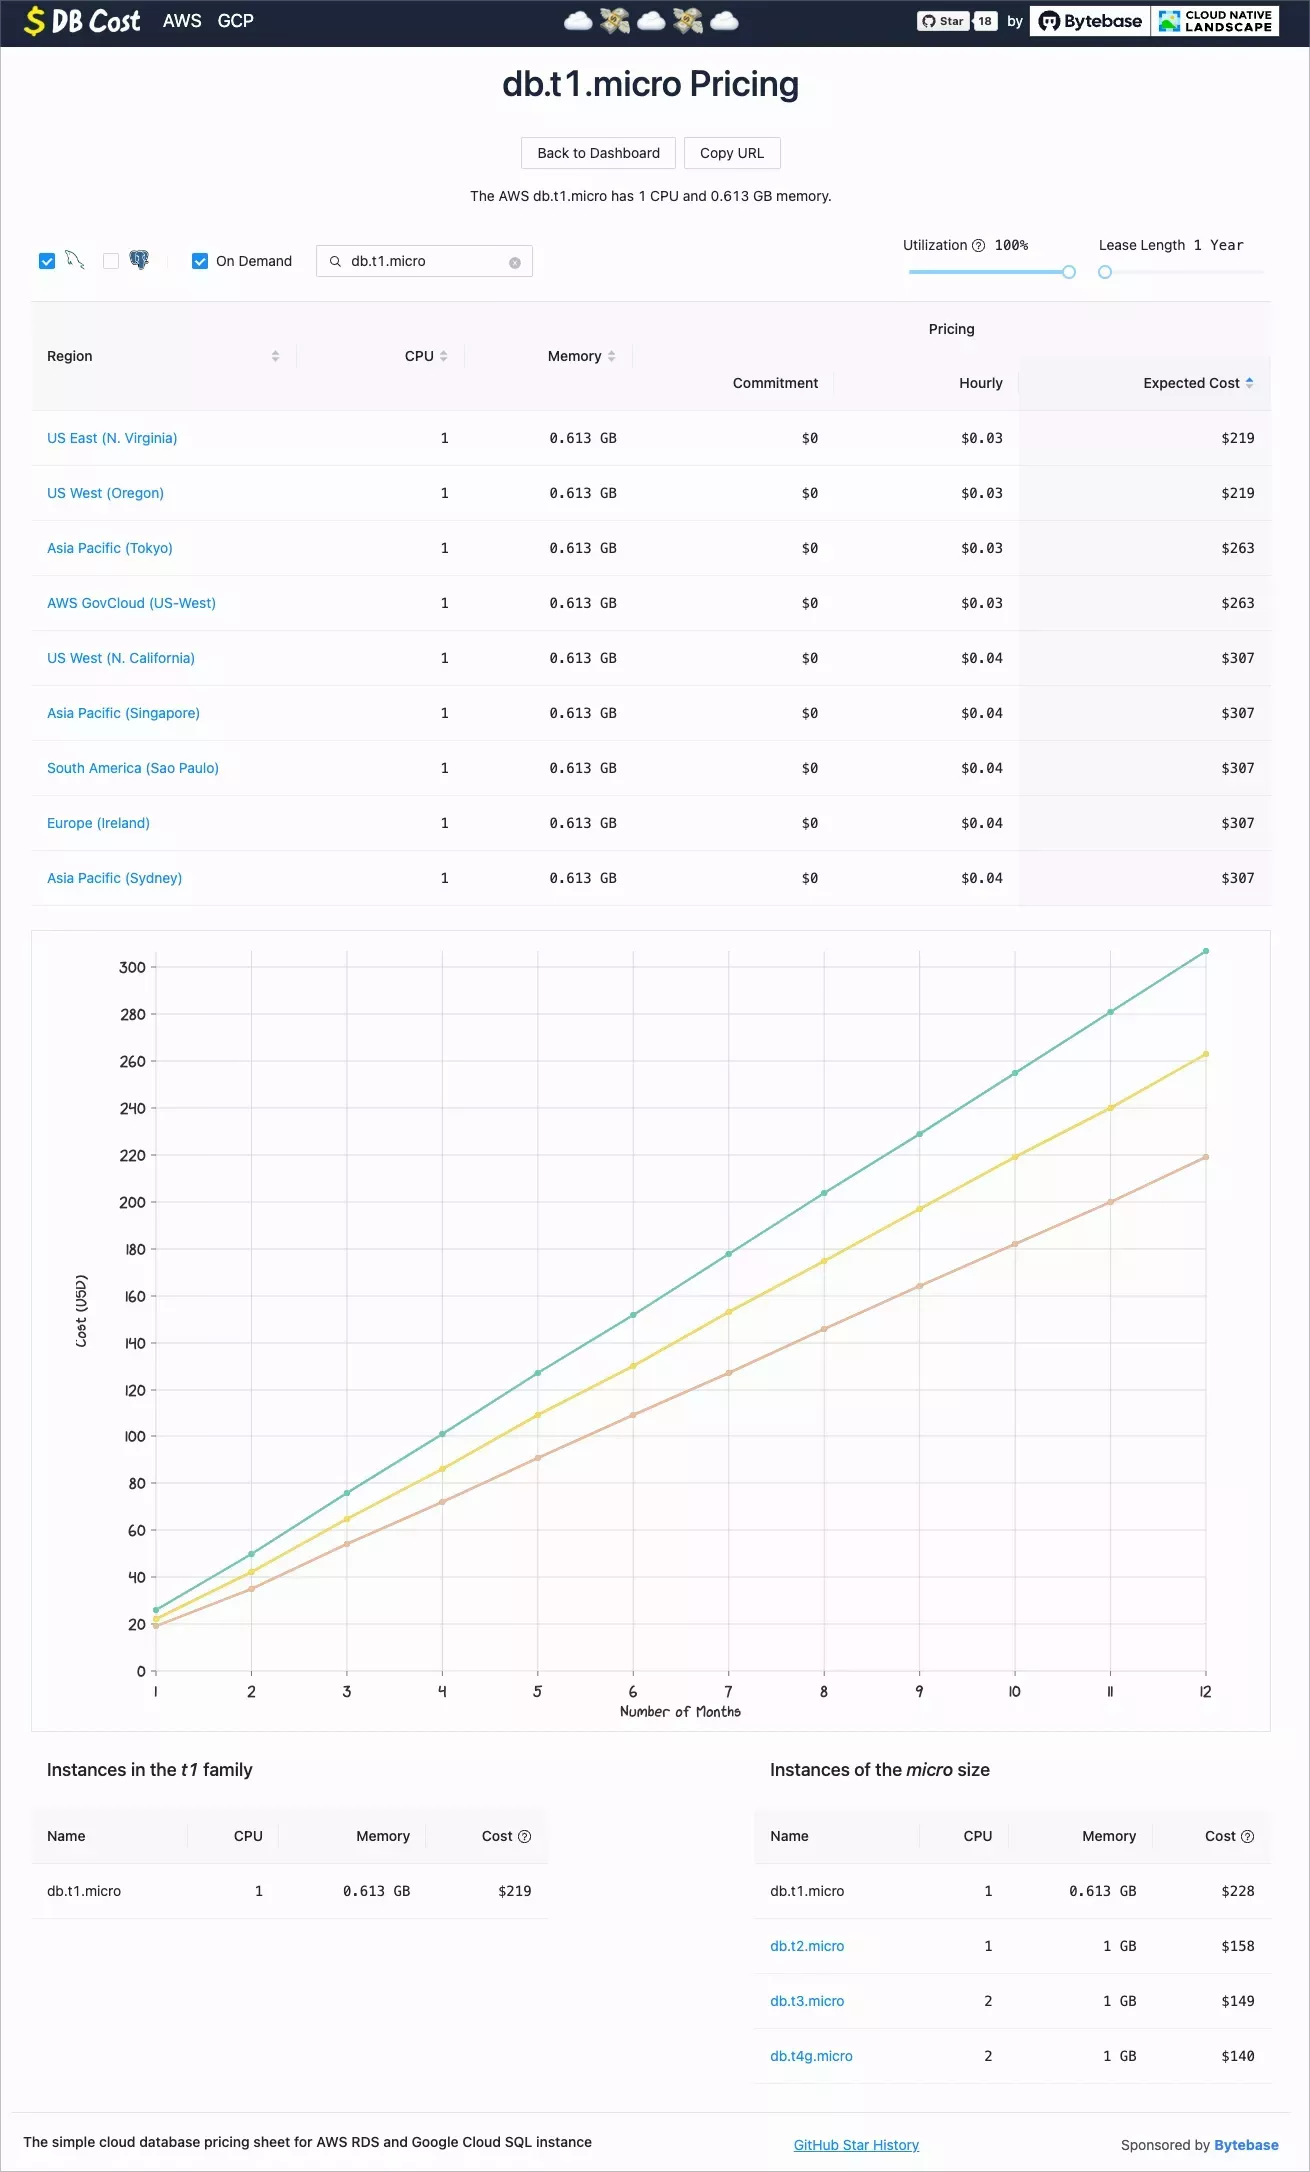 $ DB Cost AWS GCP Star 18 by Bytebase CLOUD NATIVE LANDSCAPE
db.t1.micro Pricing
Back to Dashboard Copy URL
The AWS db.t1.micro has 1 CPU and 0.613 GB memory.
Utilization 100% Lease Length 1 Year
On Demand db.t1.micro
Pricing
Region CPU Memory
Commitment Hourly Expected Cost
US East (N. Virginia) 1 0.613 GB $0 $0.03 $219
US West (Oregon) 1 0.613 GB $0 $0.03 $219
Asia Pacific (Tokyo) 1 0.613 GB $0 $0.03 $263
AWS GovCloud (US-West) 1 0.613 GB $0 $0.03 $263
US West (N. California) 1 0.613 GB $0 $0.04 $307
Asia Pacific (Singapore) 1 0.613 GB $0 $0.04 $307
South America (Sao Paulo) 1 0.613 GB $0 $0.04 $307
Europe (Ireland) 1 0.613 GB $0 $0.04 $307
Asia Pacific (Sydney) 1 0.613 GB $0 $0.04 $307
300
280
260
240
220
200
180
160
140
120
100
80
60
40
20
0
Cost (USD)
1 2 3 4 5 6 7 8 9 10 11 12
Number of Months
Instances in the t1 family
Name CPU Memory Cost
db.t1.micro 1 0.613 GB $219
Instances of the micro size
Name CPU Memory Cost
db.t1.micro 1 0.613 GB $228
db.t2.micro 1 1 GB $158
db.t3.micro 2 1 GB $149
db.t4g.micro 2 1 GB $140
The simple cloud database pricing sheet for AWS RDS and Google Cloud SQL instance GitHub Star History Sponsored by Bytebase